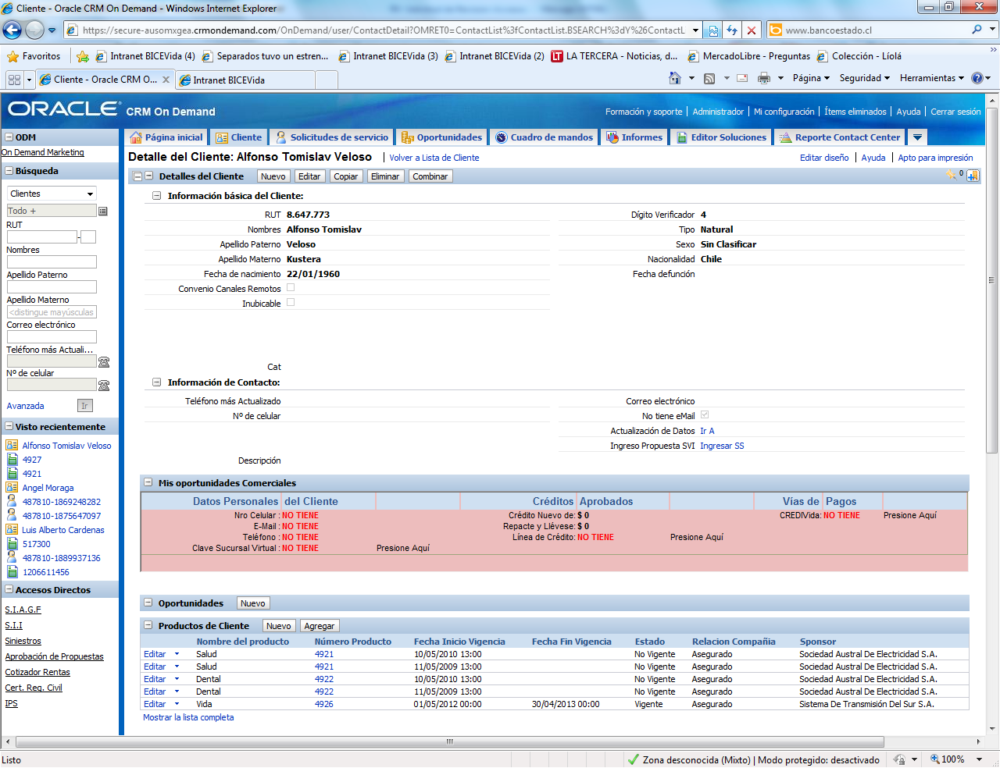 Cliente - Oracle CRM On Demand - Windows Internet Explorer
https://secure-ausomxgea.crmondemand.com/OnDemand/user/ContactDetail?OMRET0=ContactList%3fContactList.BSEARCH%3dY%26ContactL
www.bancoestado.cl
Favoritos
Intranet BICEVida (4)
Separados tuvo un estren...
Intranet BICEVida (3)
Intranet BICEVida (2)
LA TERCERA - Noticias, d...
MercadoLibre - Preguntas
Colección - Líolá
Cliente - Oracle CRM O...
Intranet BICEVida
Página
Seguridad
Herramientas
ORACLE CRM On Demand
Formación y soporte | Administrador | Mi configuración | Ítems eliminados | Ayuda | Cerrar sesión
ODM
On Demand Marketing
Búsqueda
Clientes
Todo +
RUT
-
Nombres
Apellido Paterno
Apellido Materno
<distingue mayúsculas
Correo electrónico
Teléfono más Actuali...
Nº de celular
Avanzada
Ir
Visto recientemente
Alfonso Tomislav Veloso
4927
4921
Angel Moraga
487810-1869248282
487810-1875647097
Luis Alberto Cardenas
517300
487810-1889937136
1206611456
Accesos Directos
S.I.A.G.F
S.I.I
Siniestros
Aprobación de Propuestas
Cotizador Rentas
Cert. Reg. Civil
IPS
Página inicial
Cliente
Solicitudes de servicio
Oportunidades
Cuadro de mandos
Informes
Editor Soluciones
Reporte Contact Center
Detalle del Cliente: Alfonso Tomislav Veloso | Volver a Lista de Cliente
Editar diseño | Ayuda | Apto para impresión
Detalles del Cliente Nuevo Editar Copiar Eliminar Combinar
0
Información básica del Cliente:
RUT 8.647.773
Dígito Verificador 4
Nombres Alfonso Tomislav
Tipo Natural
Apellido Paterno Veloso
Sexo Sin Clasificar
Apellido Materno Kustera
Nacionalidad Chile
Fecha de nacimiento 22/01/1960
Fecha defunción
Convenio Canales Remotos
Inubicable
Cat
Información de Contacto:
Teléfono más Actualizado
Correo electrónico
Nº de celular
No tiene eMail
Actualización de Datos Ir A
Ingreso Propuesta SVI Ingresar SS
Descripción
Mis oportunidades Comerciales
Datos Personales del Cliente Créditos Aprobados Vías de Pagos
Nro Celular : NO TIENE Crédito Nuevo de: $ 0 CREDIVida: NO TIENE Presione Aquí
E-Mail : NO TIENE Repacte y Llévese: $ 0
Teléfono : NO TIENE Línea de Crédito: NO TIENE Presione Aquí
Clave Sucursal Virtual : NO TIENE Presione Aquí
Oportunidades Nuevo
Productos de Cliente Nuevo Agregar
Nombre del producto Número Producto Fecha Inicio Vigencia Fecha Fin Vigencia Estado Relacion Compañia Sponsor
Editar Salud 4921 10/05/2010 13:00 No Vigente Asegurado Sociedad Austral De Electricidad S.A.
Editar Salud 4921 11/05/2009 13:00 No Vigente Asegurado Sociedad Austral De Electricidad S.A.
Editar Dental 4922 10/05/2010 13:00 No Vigente Asegurado Sociedad Austral De Electricidad S.A.
Editar Dental 4922 11/05/2009 13:00 No Vigente Asegurado Sociedad Austral De Electricidad S.A.
Editar Vida 4926 01/05/2012 00:00 30/04/2013 00:00 Vigente Asegurado Sistema De Transmisión Del Sur S.A.
Mostrar la lista completa
Listo
Zona desconocida (Mixto) | Modo protegido: desactivado
100%